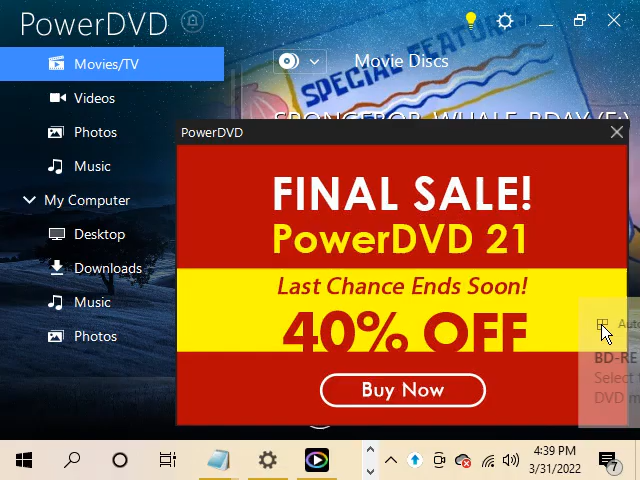 PowerDVD
Movies/TV
Movie Discs
SPECIAL FEATURES
Videos
SPONGEBOB_WHALE_BDAY (E:)
Photos
Music
My Computer
Desktop
Downloads
Music
Photos
PowerDVD
FINAL SALE!
PowerDVD 21
Last Chance Ends Soon!
40% OFF
Buy Now
Auto
BD-RE
Select
DVD
4:39 PM
3/31/2022
7